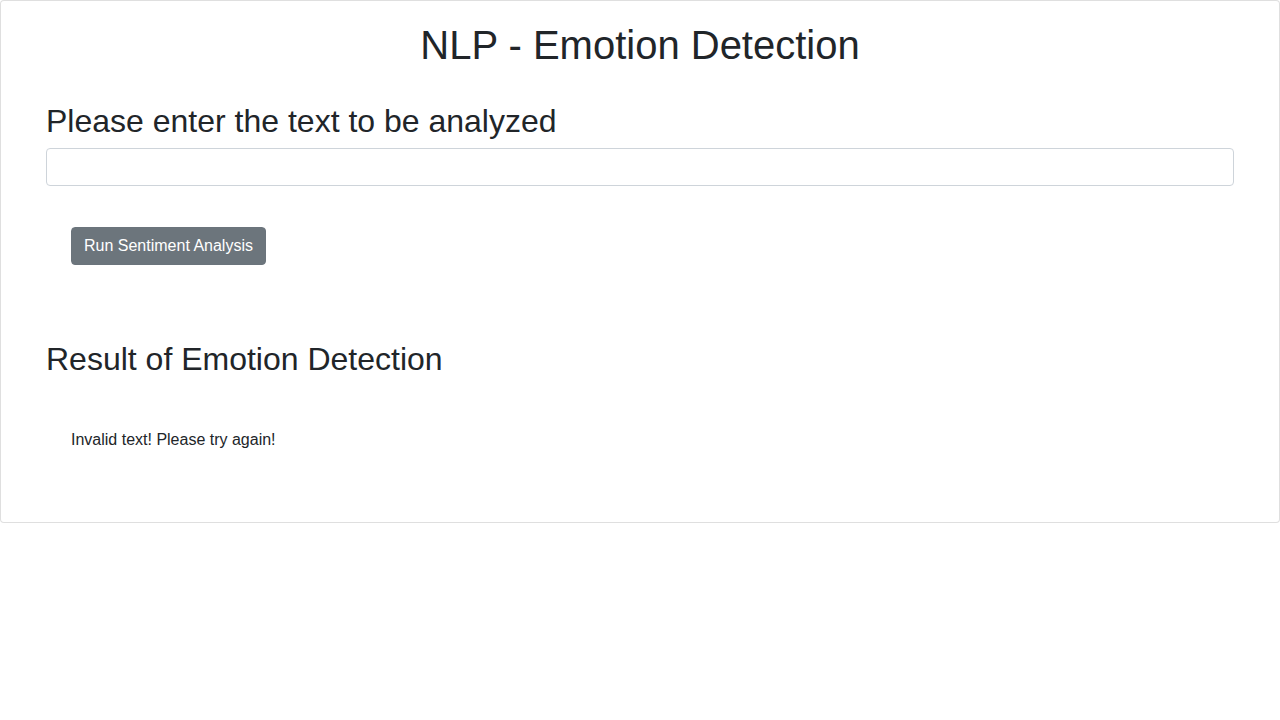 NLP - Emotion Detection
Please enter the text to be analyzed
Run Sentiment Analysis
Result of Emotion Detection
Invalid text! Please try again!